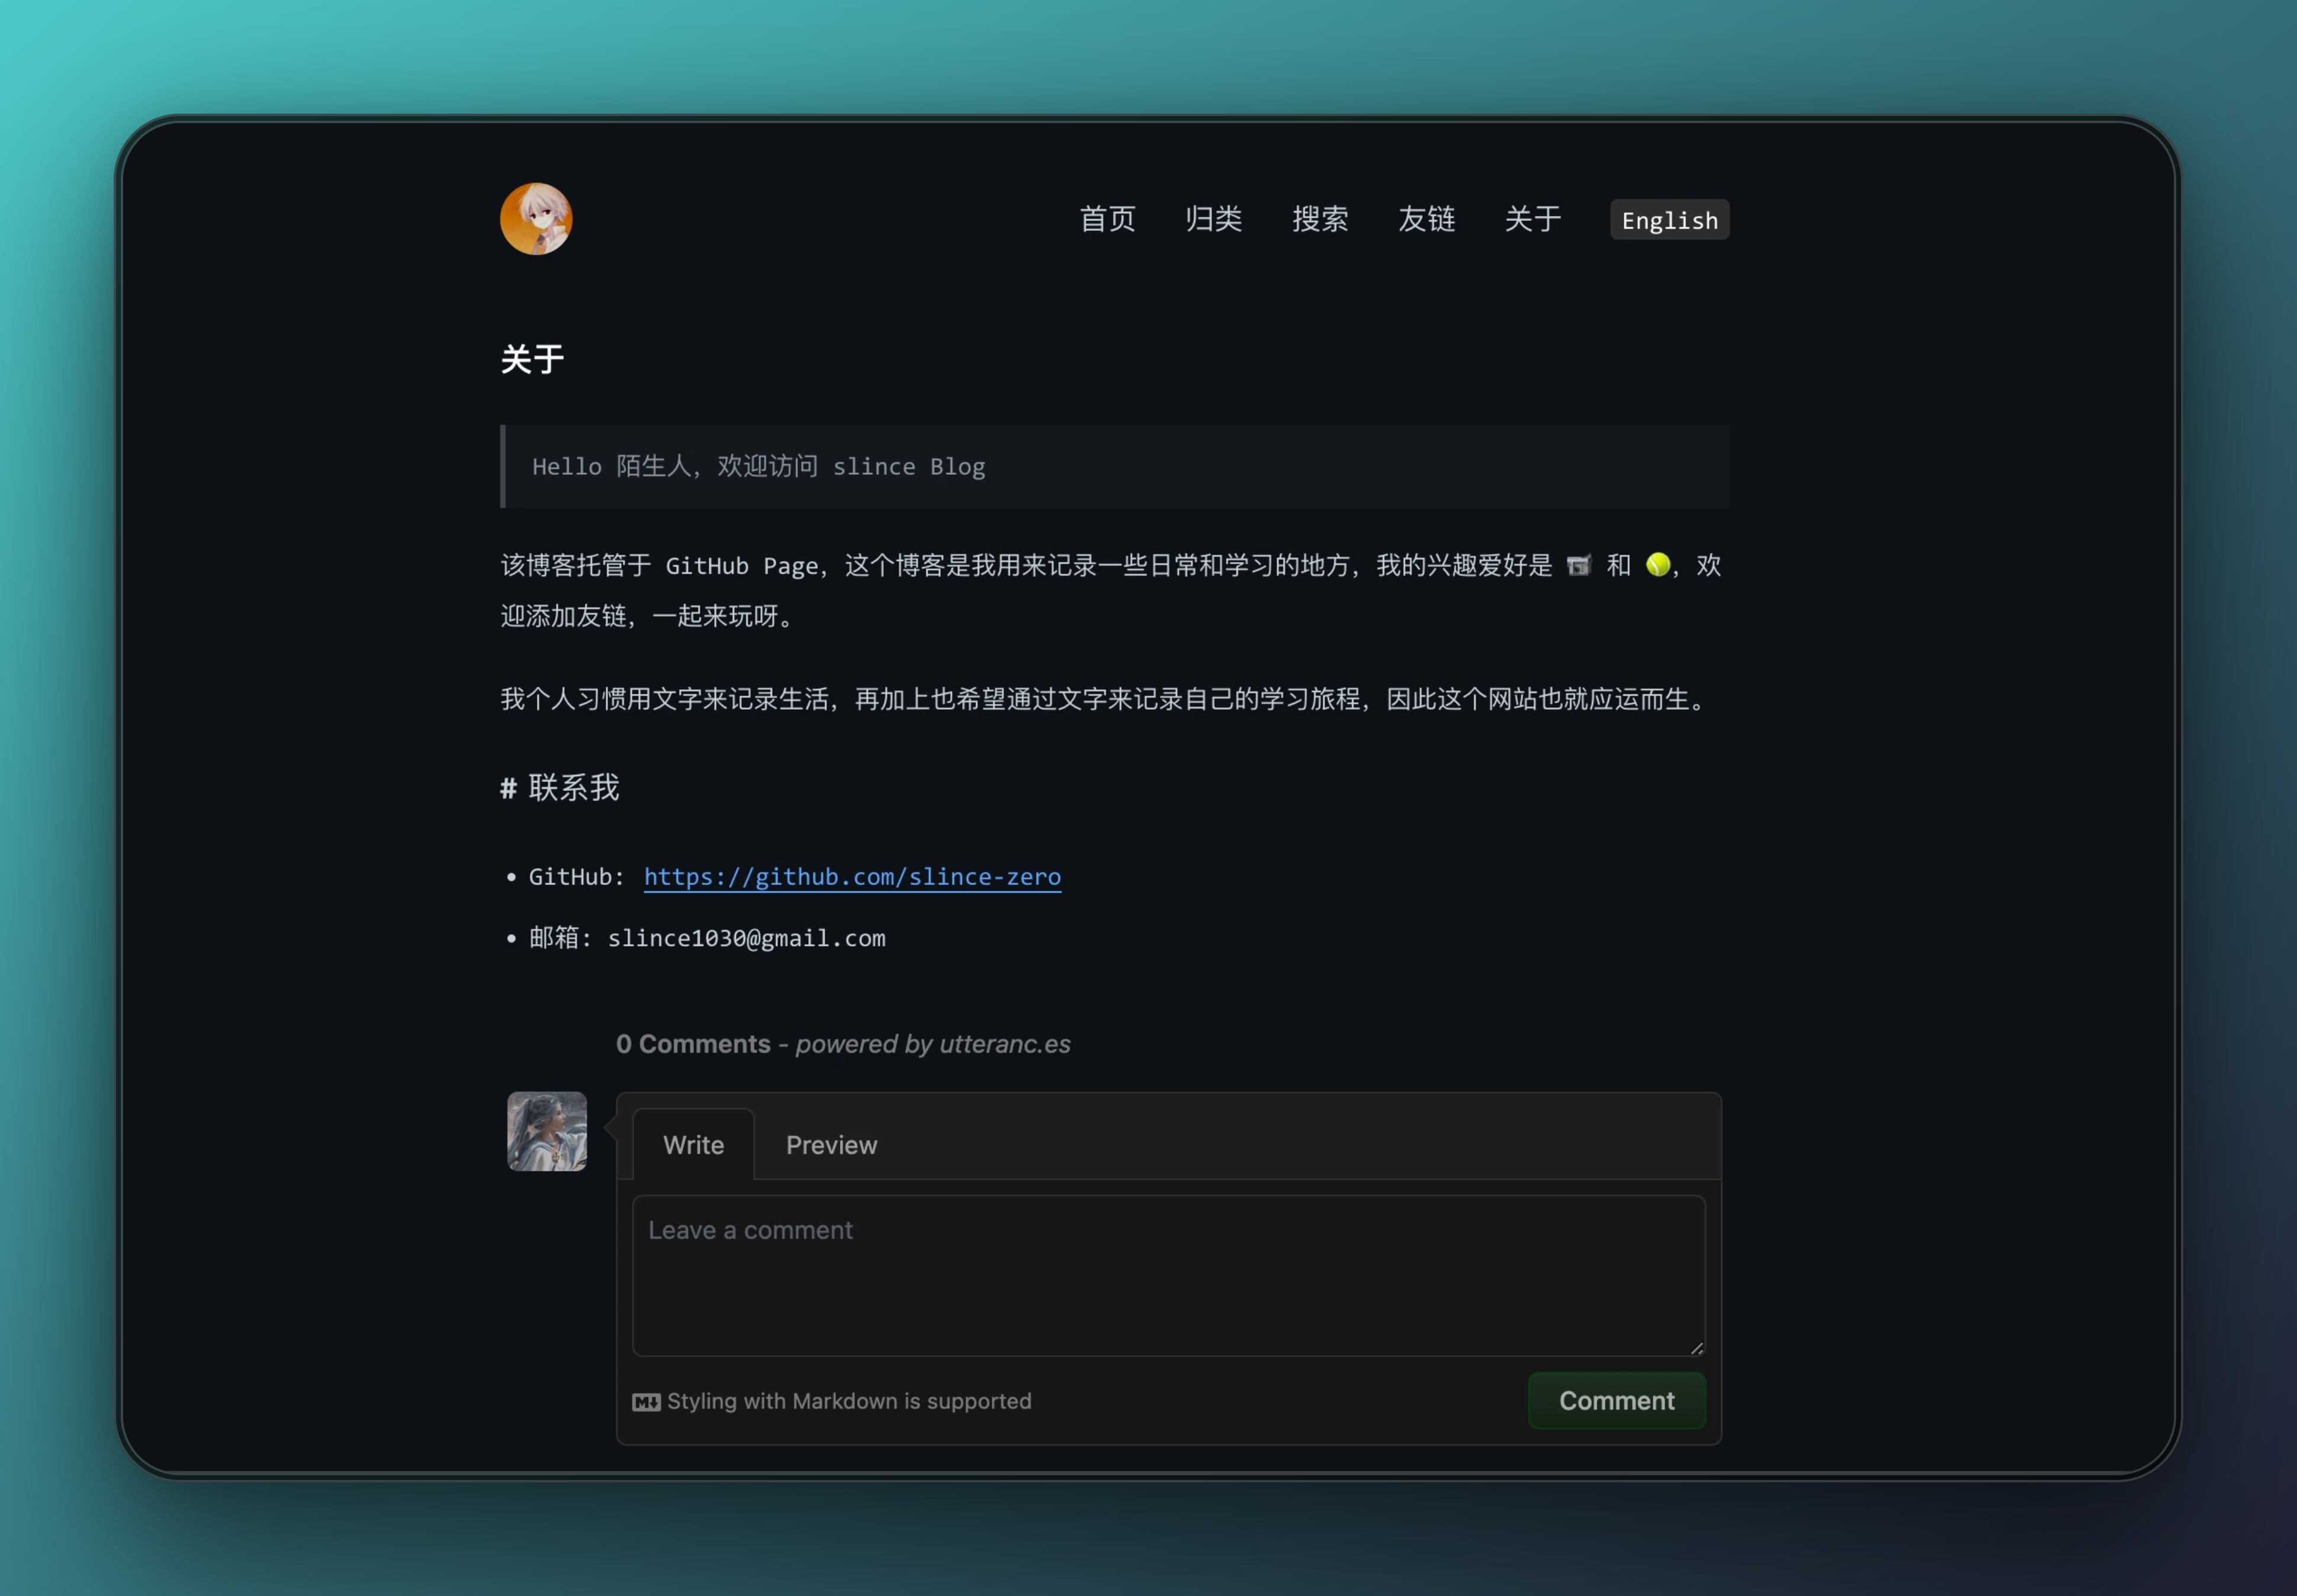 首页 归类 搜索 友链 关于 English
关于
Hello 陌生人，欢迎访问 slince Blog
该博客托管于 GitHub Page，这个博客是我用来记录一些日常和学习的地方，我的兴趣爱好是 📹 和 🎾，欢
迎添加友链，一起来玩呀。
我个人习惯用文字来记录生活，再加上也希望通过文字来记录自己的学习旅程，因此这个网站也就应运而生。
# 联系我
• GitHub: https://github.com/slince-zero
• 邮箱: slince1030@gmail.com
0 Comments - powered by utteranc.es
Write Preview
Leave a comment
M↓ Styling with Markdown is supported
Comment